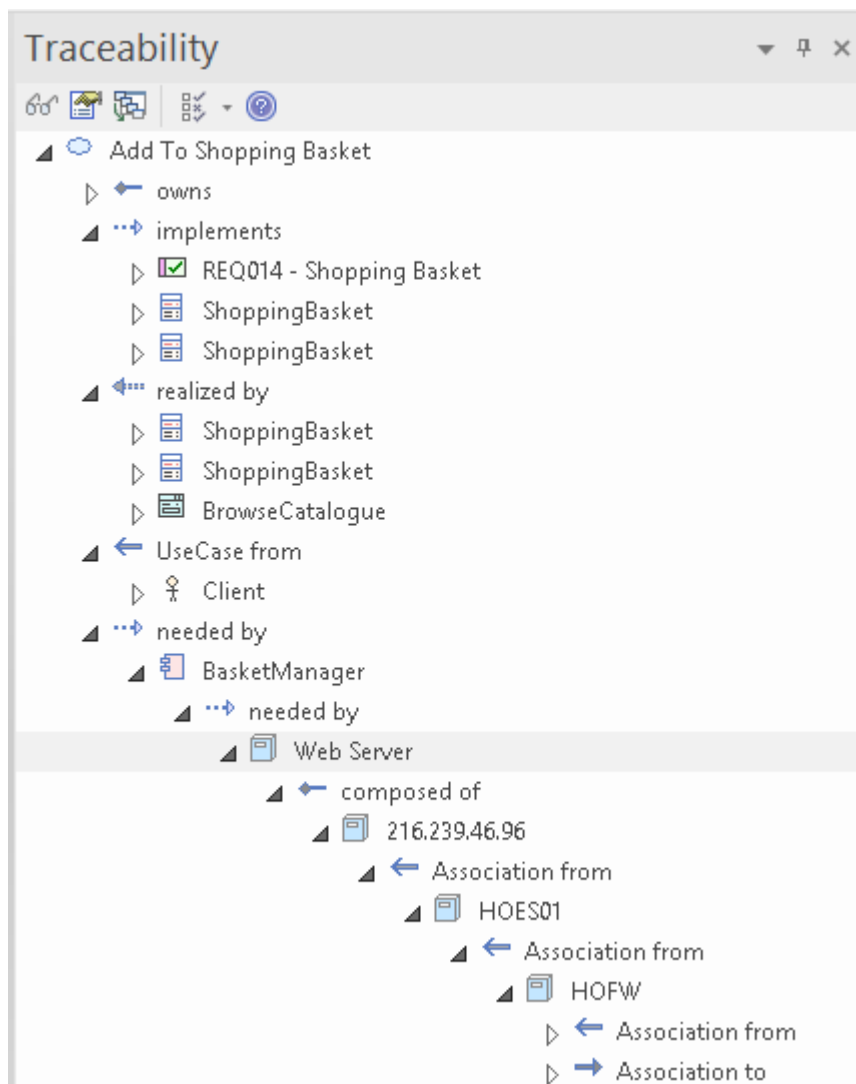 Traceability
Add To Shopping Basket
owns
implements
REQ014 - Shopping Basket
ShoppingBasket
ShoppingBasket
realized by
ShoppingBasket
ShoppingBasket
BrowseCatalogue
UseCase from
Client
needed by
BasketManager
needed by
Web Server
composed of
216.239.46.96
Association from
HOES01
Association from
HOFW
Association from
Association to